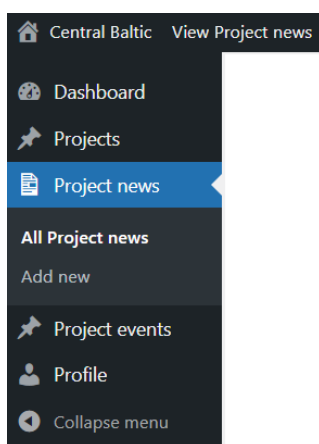 Central Baltic View Project news
Dashboard
Projects
Project news
All Project news
Add new
Project events
Profile
Collapse menu